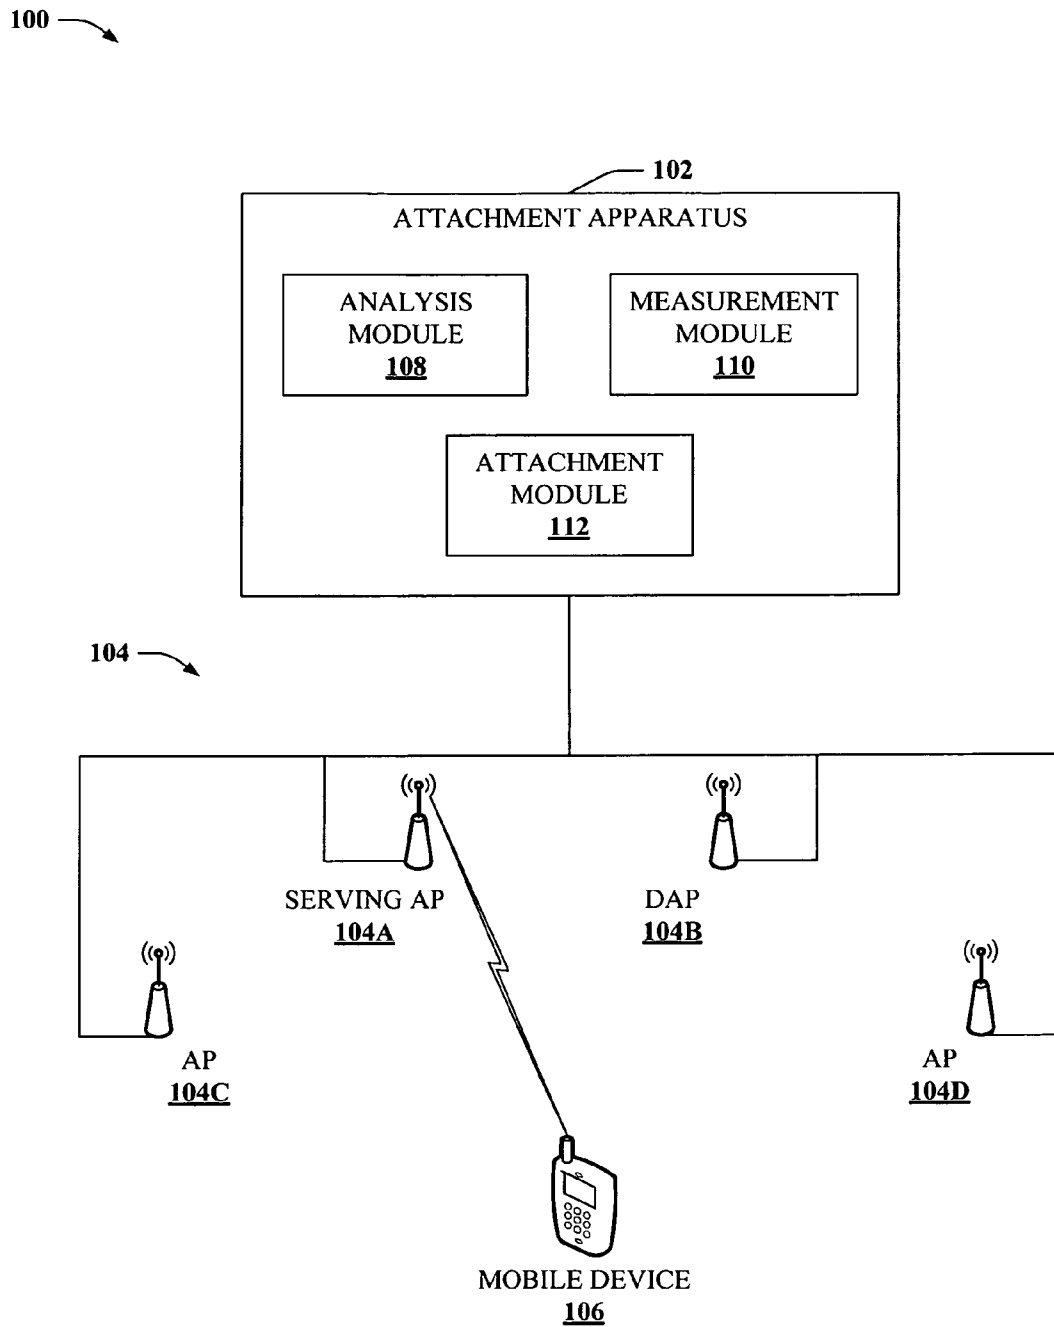 100
102
ATTACHMENT APPARATUS
ANALYSIS
MODULE
108
MEASUREMENT
MODULE
110
ATTACHMENT
MODULE
112
104
SERVING AP
104A
DAP
104B
AP
104C
AP
104D
MOBILE DEVICE
106